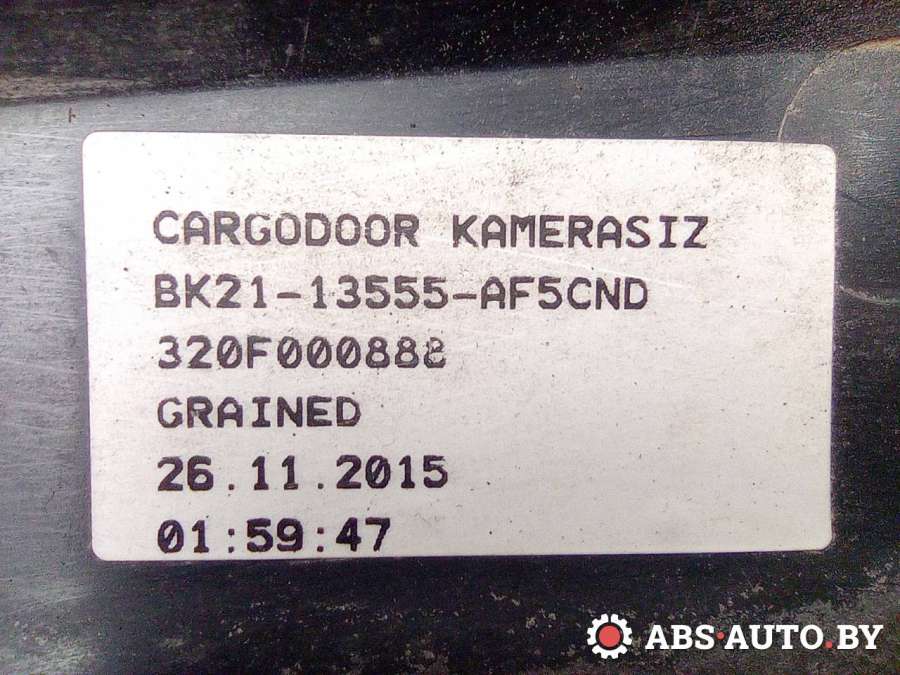 CARGODOOR KAMERASIZ
BK21-13555-AF5CND
320F000888
GRAINED
26.11.2015
01:59:47
ABS-AUTO.BY